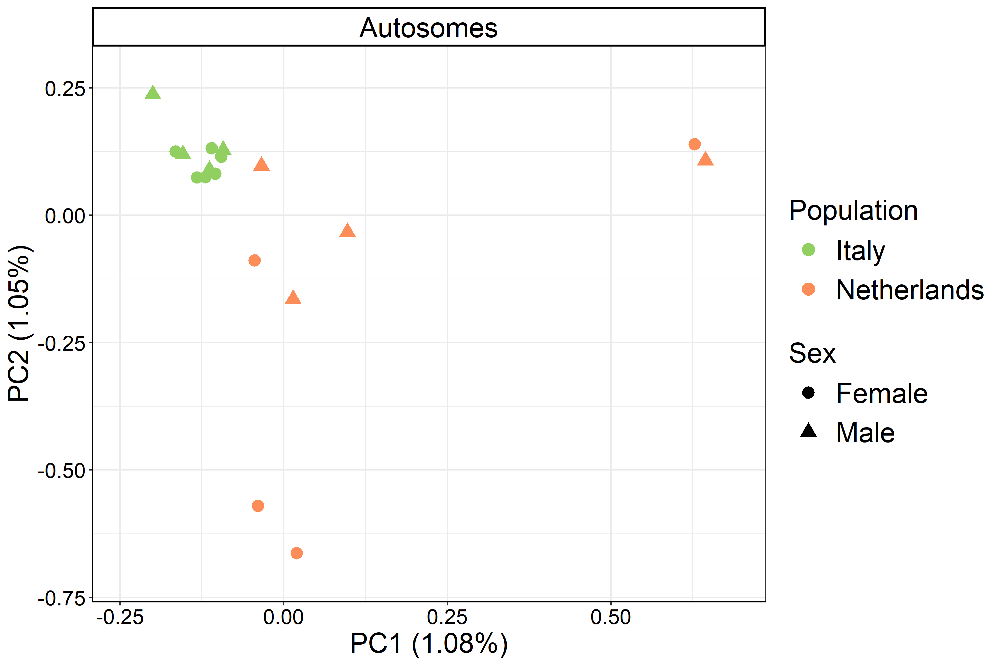 Autosomes
0.25
0.00
-0.25
-0.50
-0.75
PC2 (1.05%)
-0.25 0.00 0.25 0.50
PC1 (1.08%)
Population
Italy
Netherlands
Sex
Female
Male